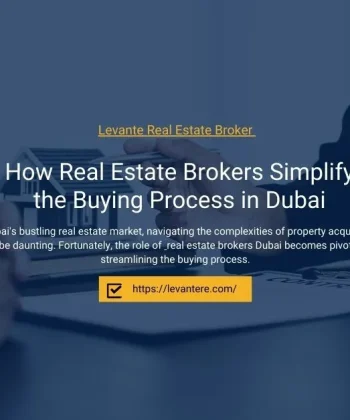 Levante Real Estate Broker
How Real Estate Brokers Simplify
the Buying Process in Dubai
bai's bustling real estate market, navigating the complexities of property acqu
be daunting. Fortunately, the role of real estate brokers Dubai becomes pivot
streamlining the buying process.
https://levantere.com/